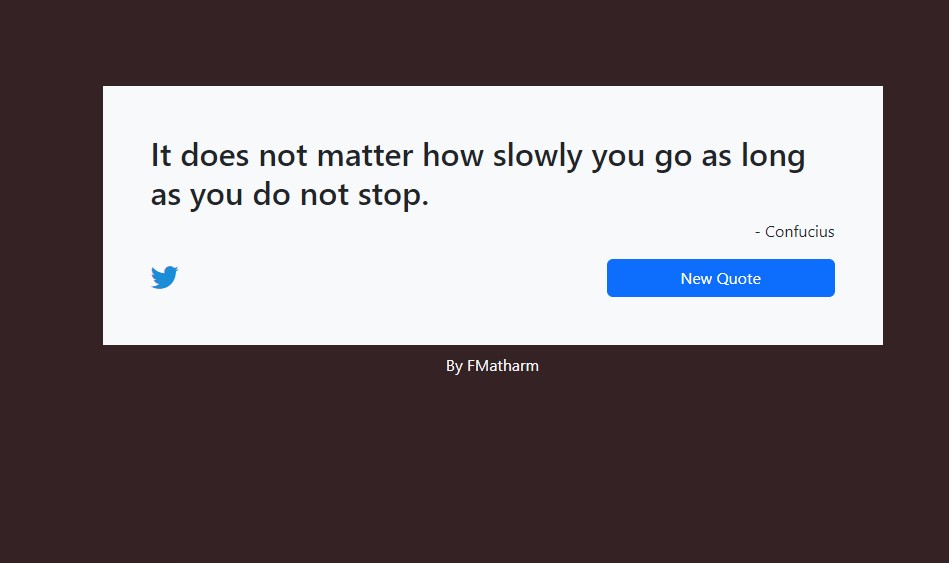 It does not matter how slowly you go as long
as you do not stop.
- Confucius
New Quote
By FMatharm